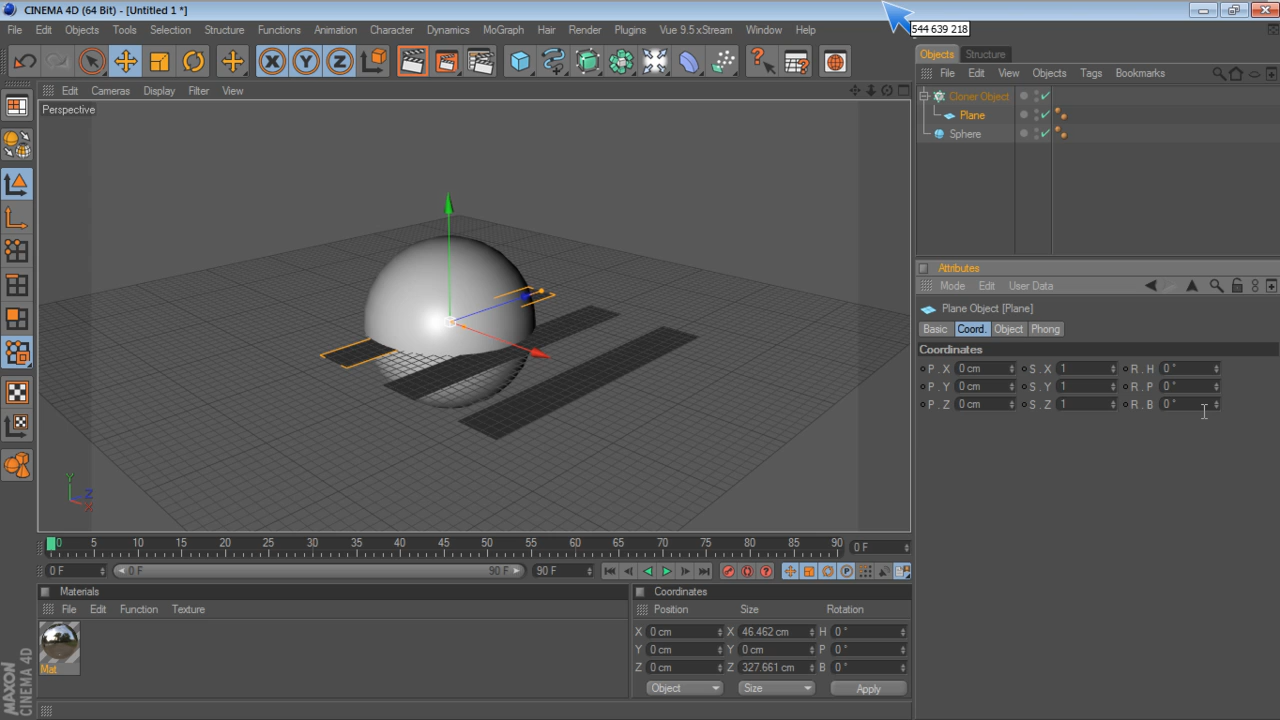 CINEMA 4D (64 Bit) - [Untitled 1 *]
544 639 218
File Edit Objects Tools Selection Structure Functions Animation Character Dynamics MoGraph Hair Render Plugins Vue 9.5 xStream Window Help
Objects Structure
File Edit View Objects Tags Bookmarks
Edit Cameras Display Filter View
Perspective
Cloner Object
Plane
Sphere
Attributes
Mode Edit User Data
Plane Object [Plane]
Basic Coord. Object Phong
Coordinates
P . X 0 cm S . X 1 R . H 0 °
P . Y 0 cm S . Y 1 R . P 0 °
P . Z 0 cm S . Z 1 R . B 0 °
Y
Z
X
0 5 10 15 20 25 30 35 40 45 50 55 60 65 70 75 80 85 90 0 F
0 F 0 F 90 F 90 F
Materials
File Edit Function Texture
Mat
Coordinates
Position Size Rotation
X 0 cm X 46.462 cm H 0 °
Y 0 cm Y 0 cm P 0 °
Z 0 cm Z 327.661 cm B 0 °
Object Size Apply
MAXON
CINEMA 4D